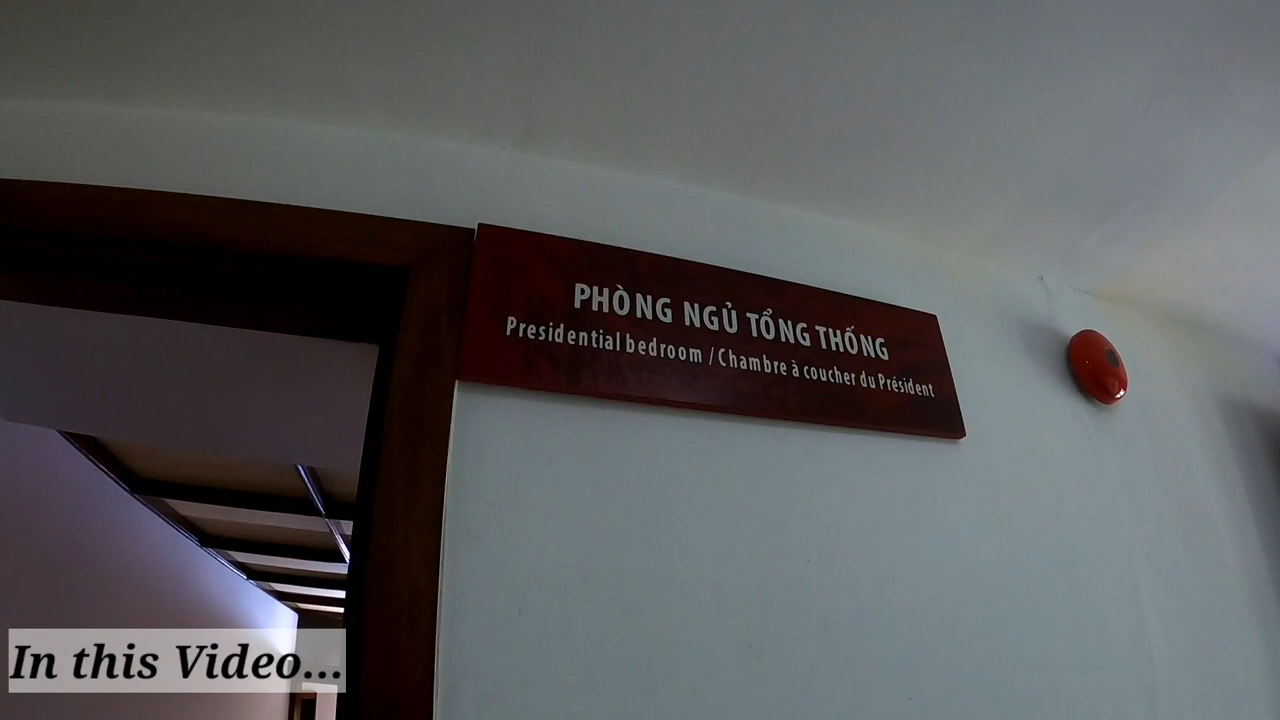 PHÒNG NGỦ TỔNG THỐNG
Presidential bedroom / Chambre à coucher du Président
In this Video...